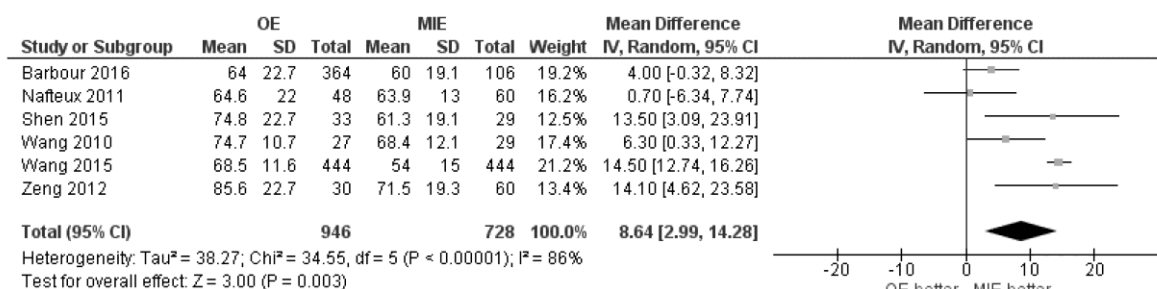 OE MIE Mean Difference Mean Difference
Study or Subgroup Mean SD Total Mean SD Total Weight IV, Random, 95% CI IV, Random, 95% CI
Barbour 2016 64 22.7 364 60 19.1 106 19.2% 4.00 [-0.32, 8.32]
Nafteux 2011 64.6 22 48 63.9 13 60 16.2% 0.70 [-6.34, 7.74]
Shen 2015 74.8 22.7 33 61.3 19.1 29 12.5% 13.50 [3.09, 23.91]
Wang 2010 74.7 10.7 27 68.4 12.1 29 17.4% 6.30 [0.33, 12.27]
Wang 2015 68.5 11.6 444 54 15 444 21.2% 14.50 [12.74, 16.26]
Zeng 2012 85.6 22.7 30 71.5 19.3 60 13.4% 14.10 [4.62, 23.58]
Total (95% CI) 946 728 100.0% 8.64 [2.99, 14.28]
Heterogeneity: Tau² = 38.27; Chi² = 34.55, df = 5 (P < 0.00001); I² = 86%
Test for overall effect: Z = 3.00 (P = 0.003)
-20 -10 0 10 20
OE better MIE better